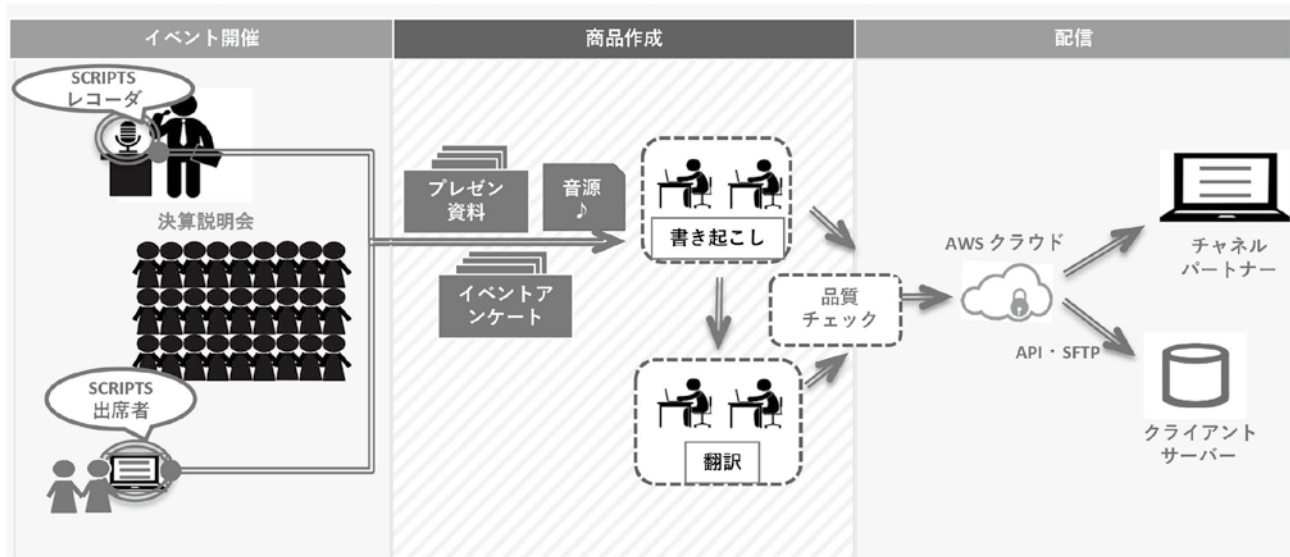 イベント開催
商品作成
配信
SCRIPTS
レコーダ
決算説明会
SCRIPTS
出席者
プレゼン
資料
音源
♪
イベントア
ンケート
書き起こし
翻訳
品質
チェック
AWS クラウド
API・SFTP
チャネル
パートナー
クライアント
サーバー